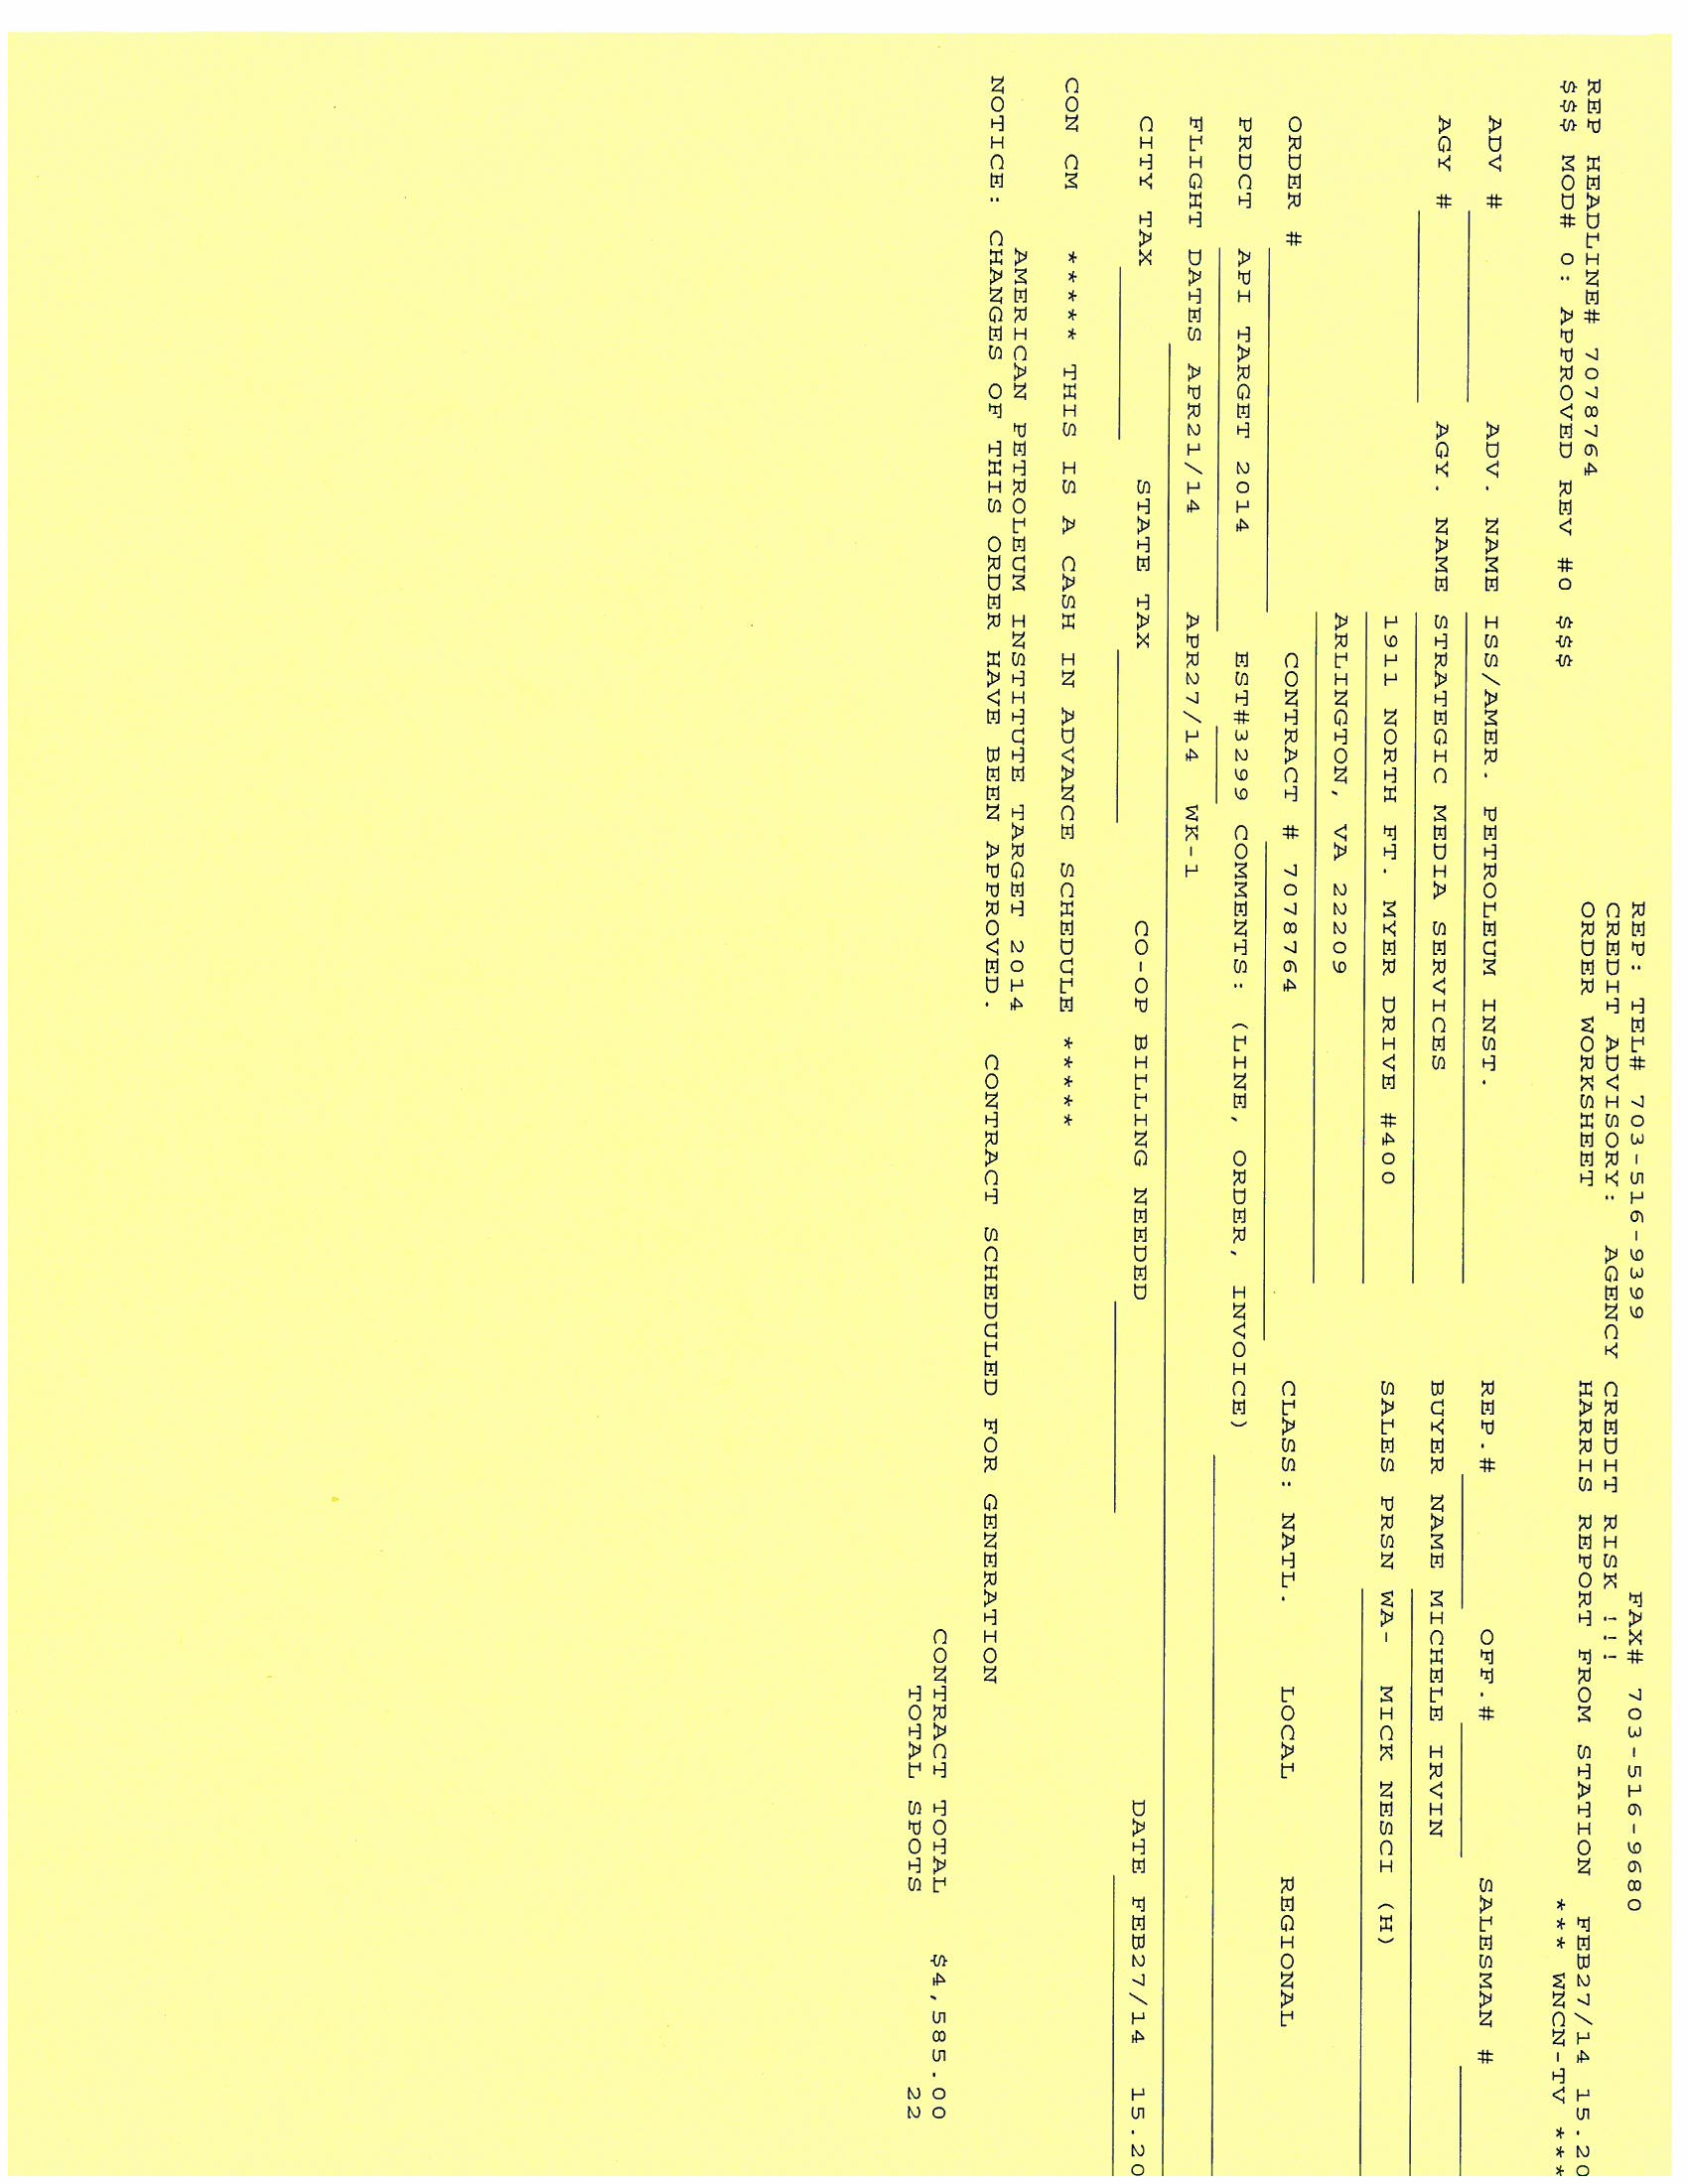 REP: TEL# 703-516-9399 FAX# 703-516-9680
CREDIT ADVISORY: AGENCY CREDIT RISK !!!
REP HEADLINE# 7078764 ORDER WORKSHEET HARRIS REPORT FROM STATION FEB27/14 15.20
$$$ MOD# 0: APPROVED REV #0 $$$ *** WNCN-TV ***
ADV # ADV. NAME ISS/AMER. PETROLEUM INST. REP.# OFF.# SALESMAN #
AGY # AGY. NAME STRATEGIC MEDIA SERVICES BUYER NAME MICHELE IRVIN
1911 NORTH FT. MYER DRIVE #400 SALES PRSN WA- MICK NESCI (H)
ARLINGTON, VA 22209
ORDER # CONTRACT # 7078764 CLASS: NATL. LOCAL REGIONAL
PRDCT API TARGET 2014 EST#3299 COMMENTS: (LINE, ORDER, INVOICE)
FLIGHT DATES APR21/14 APR27/14 WK-1
CITY TAX STATE TAX CO-OP BILLING NEEDED DATE FEB27/14 15.20
CON CM ***** THIS IS A CASH IN ADVANCE SCHEDULE *****
AMERICAN PETROLEUM INSTITUTE TARGET 2014
NOTICE: CHANGES OF THIS ORDER HAVE BEEN APPROVED. CONTRACT SCHEDULED FOR GENERATION
CONTRACT TOTAL $4,585.00
TOTAL SPOTS 22